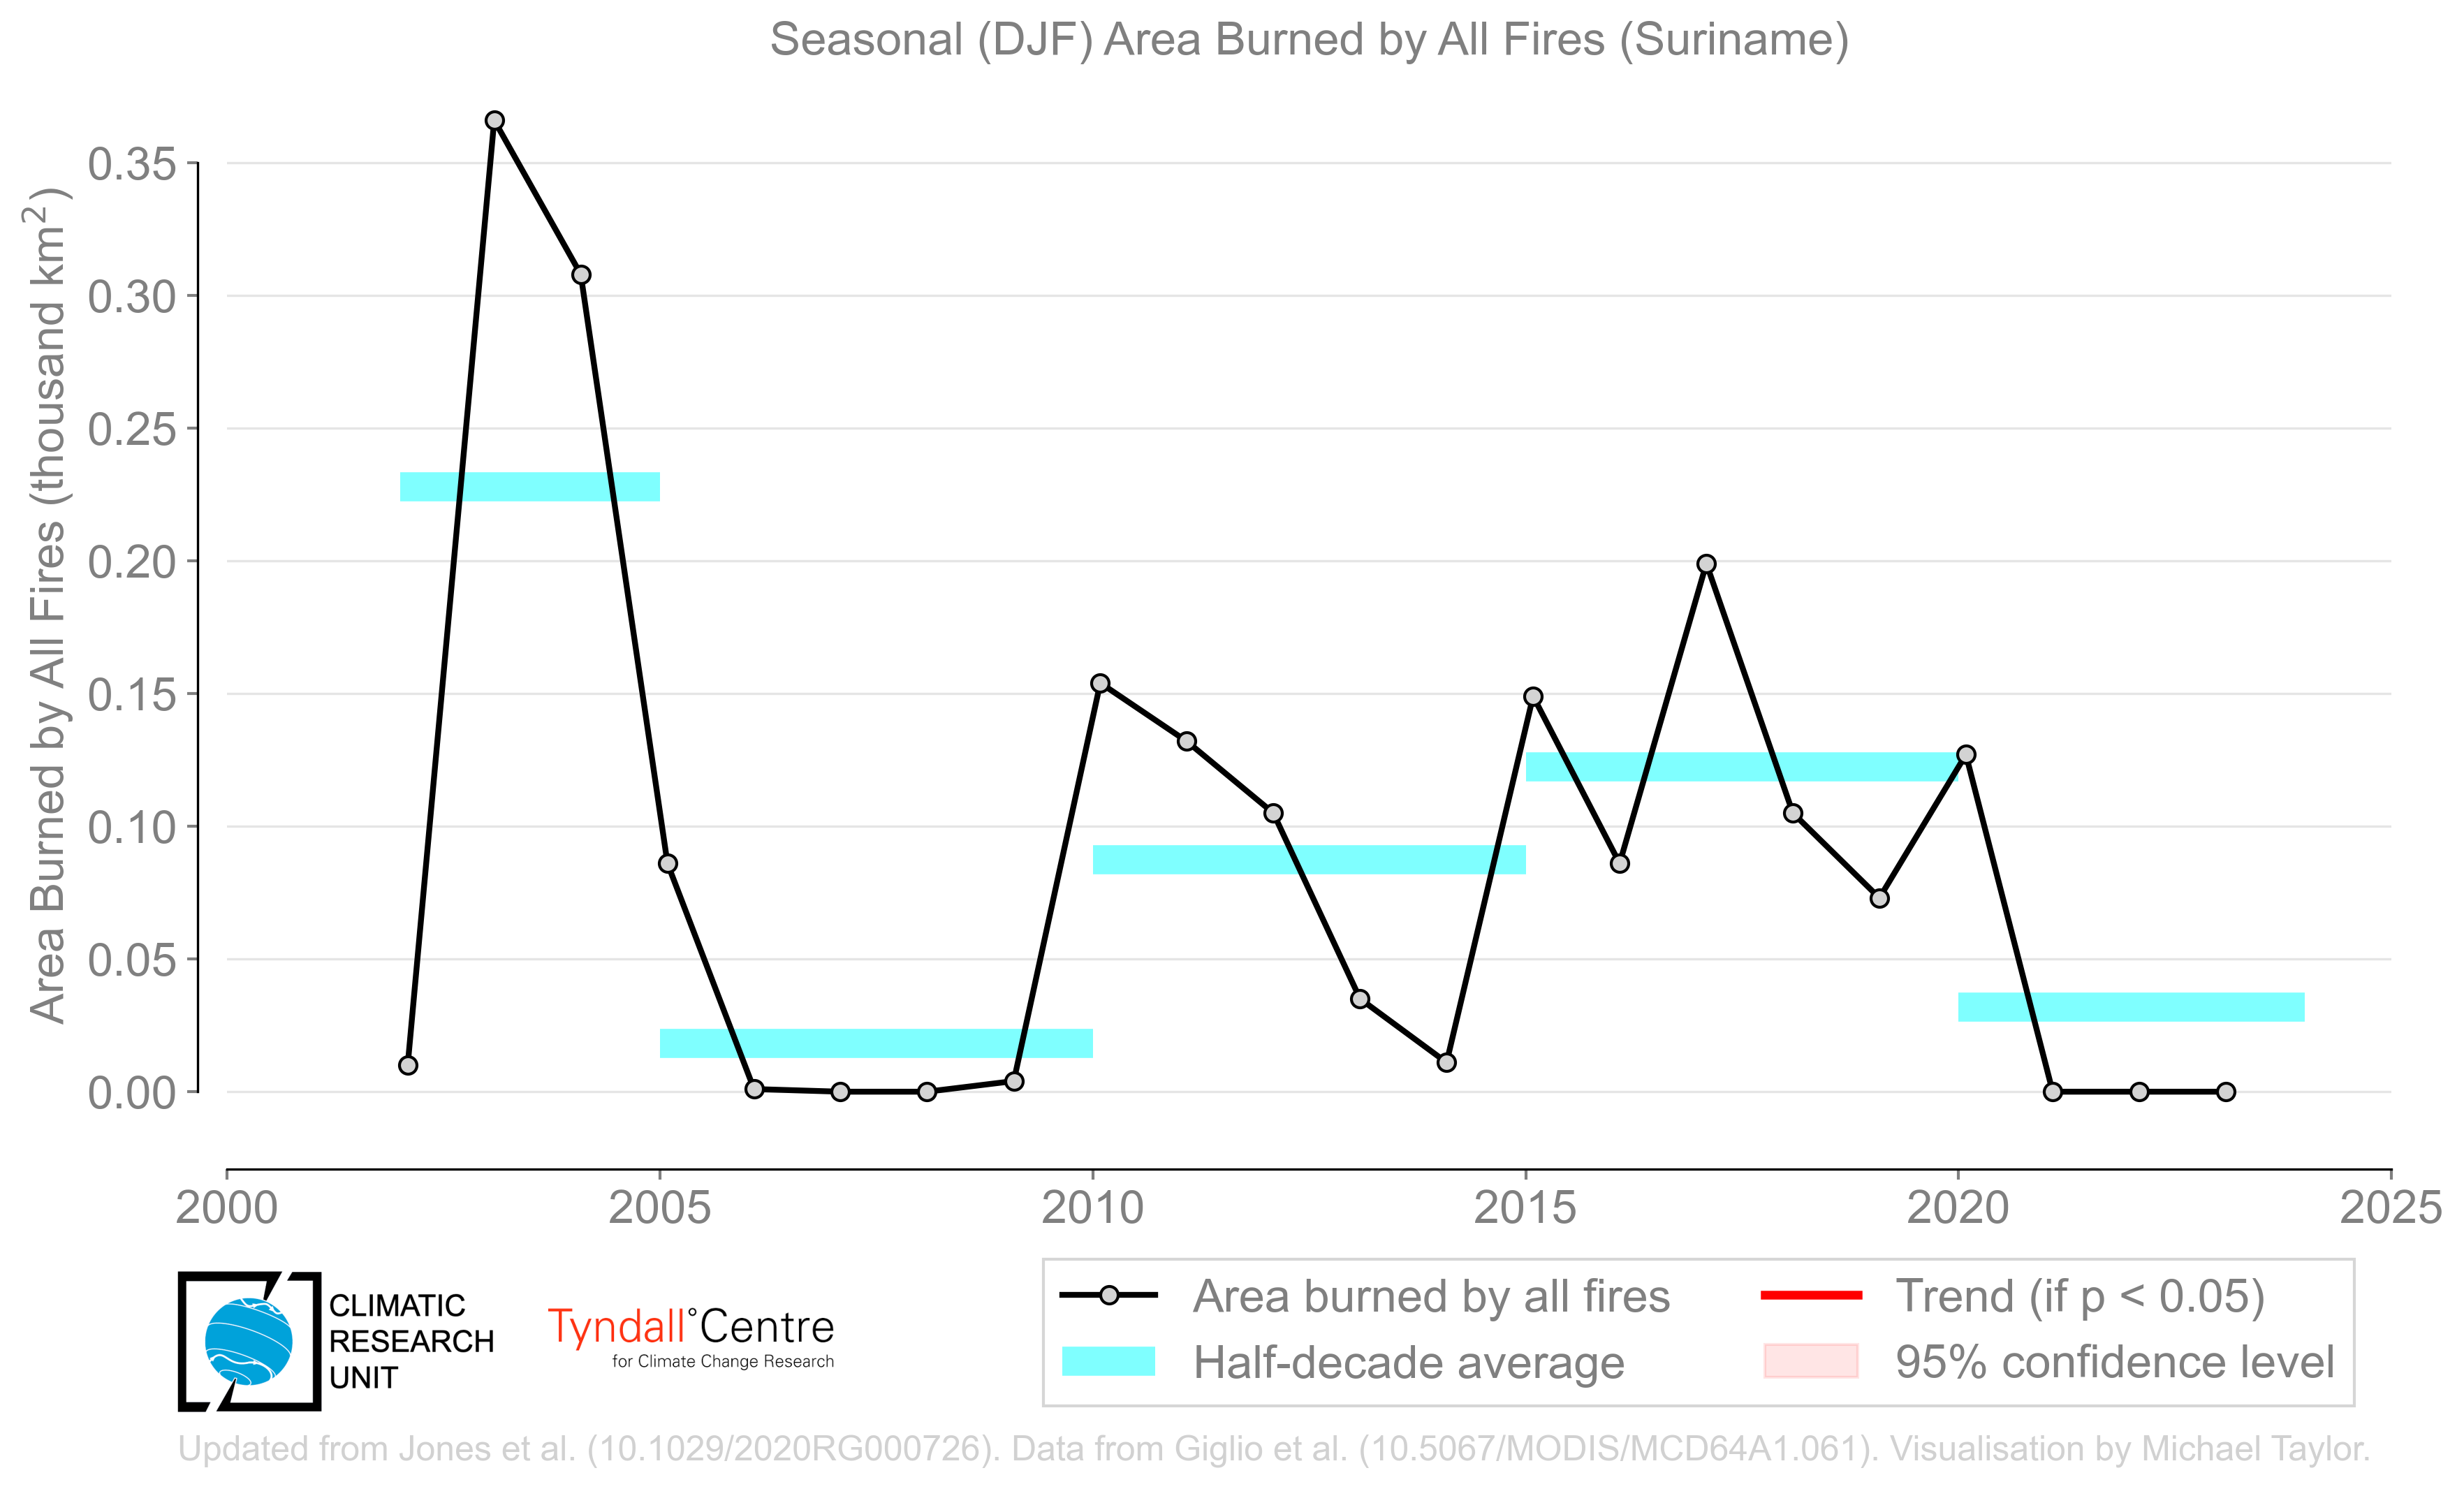 Seasonal (DJF) Area Burned by All Fires (Suriname)
Area Burned by All Fires (thousand km²)
0.35
0.30
0.25
0.20
0.15
0.10
0.05
0.00
2000 2005 2010 2015 2020 2025
CLIMATIC
RESEARCH
UNIT
Tyndall°Centre
for Climate Change Research
Area burned by all fires
Half-decade average
Trend (if p < 0.05)
95% confidence level
Updated from Jones et al. (10.1029/2020RG000726). Data from Giglio et al. (10.5067/MODIS/MCD64A1.061). Visualisation by Michael Taylor.